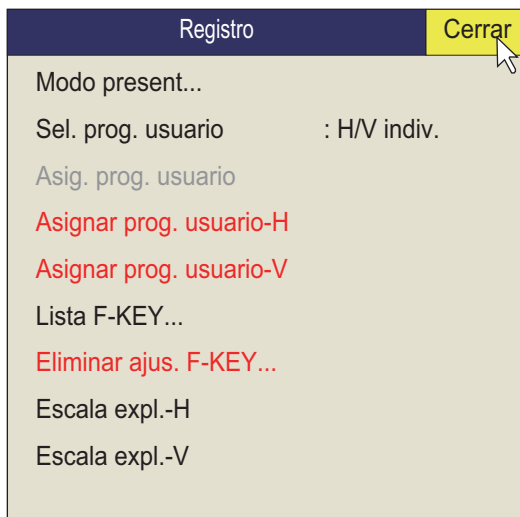 Registro Cerrar
Modo present...
Sel. prog. usuario : H/V indiv.
Asig. prog. usuario
Asignar prog. usuario-H
Asignar prog. usuario-V
Lista F-KEY...
Eliminar ajus. F-KEY...
Escala expl.-H
Escala expl.-V